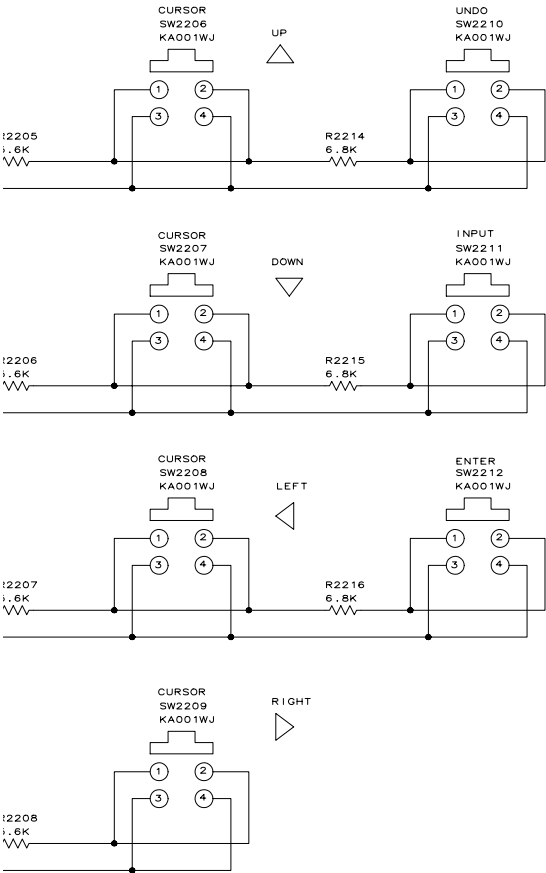 CURSOR
SW2206
KA001WJ
UP
UNDO
SW2210
KA001WJ
1 2
3 4
1 2
3 4
R2214
6.8K
CURSOR
SW2207
KA001WJ
DOWN
INPUT
SW2211
KA001WJ
1 2
3 4
1 2
3 4
R2215
6.8K
CURSOR
SW2208
KA001WJ
LEFT
ENTER
SW2212
KA001WJ
1 2
3 4
1 2
3 4
R2216
6.8K
CURSOR
SW2209
KA001WJ
RIGHT
1 2
3 4